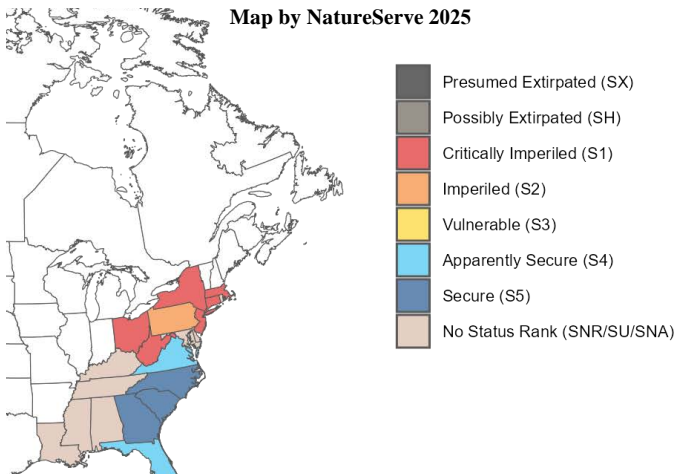 Map by NatureServe 2025
Presumed Extirpated (SX)
Possibly Extirpated (SH)
Critically Imperiled (S1)
Imperiled (S2)
Vulnerable (S3)
Apparently Secure (S4)
Secure (S5)
No Status Rank (SNR/SU/SNA)